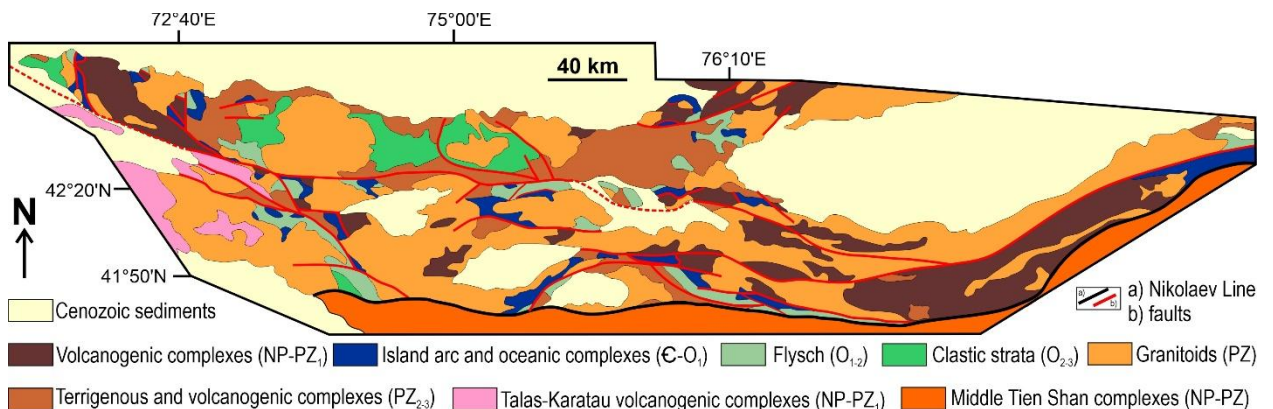 72°40'E
75°00'E
76°10'E
40 km
42°20'N
N
41°50'N
Cenozoic sediments
a)
b)
a) Nikolaev Line
b) faults
Volcanogenic complexes (NP-PZ₁)
Island arc and oceanic complexes (Є-O₁)
Flysch (O₁₋₂)
Clastic strata (O₂₋₃)
Granitoids (PZ)
Terrigenous and volcanogenic complexes (PZ₂₋₃)
Talas-Karatau volcanogenic complexes (NP-PZ₁)
Middle Tien Shan complexes (NP-PZ)